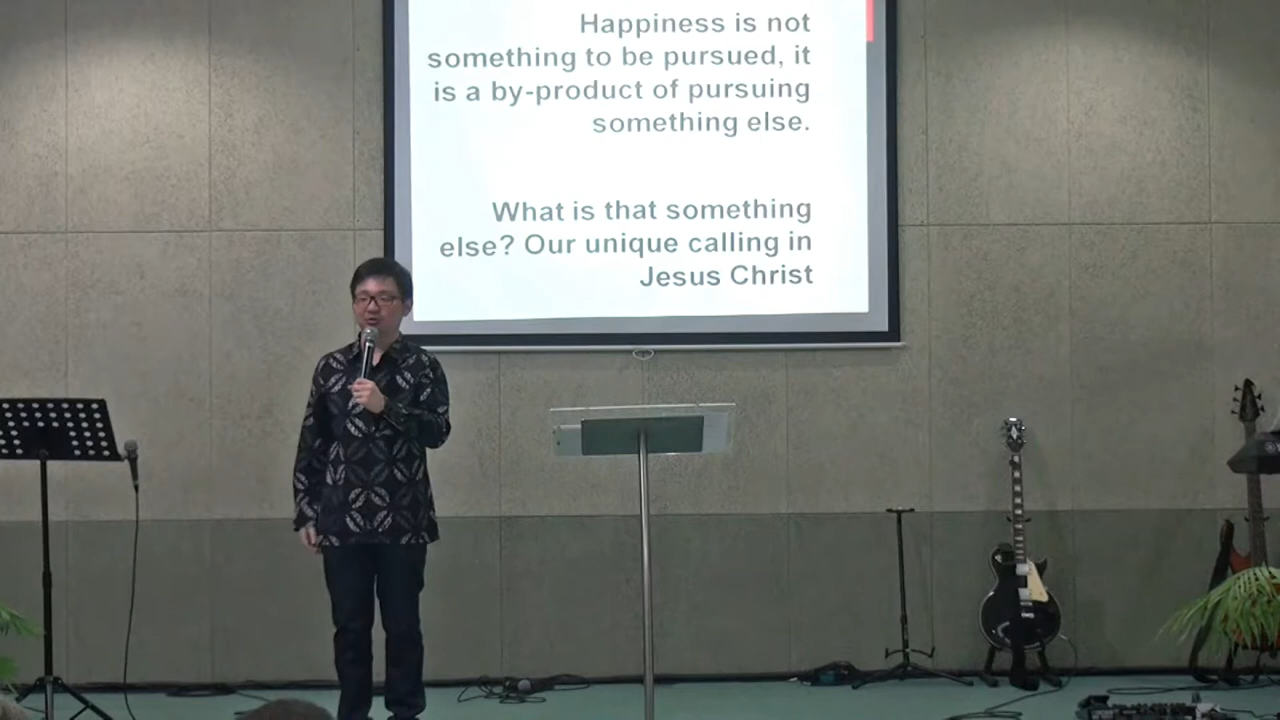 Happiness is not
something to be pursued, it
is a by-product of pursuing
something else.
What is that something
else? Our unique calling in
Jesus Christ